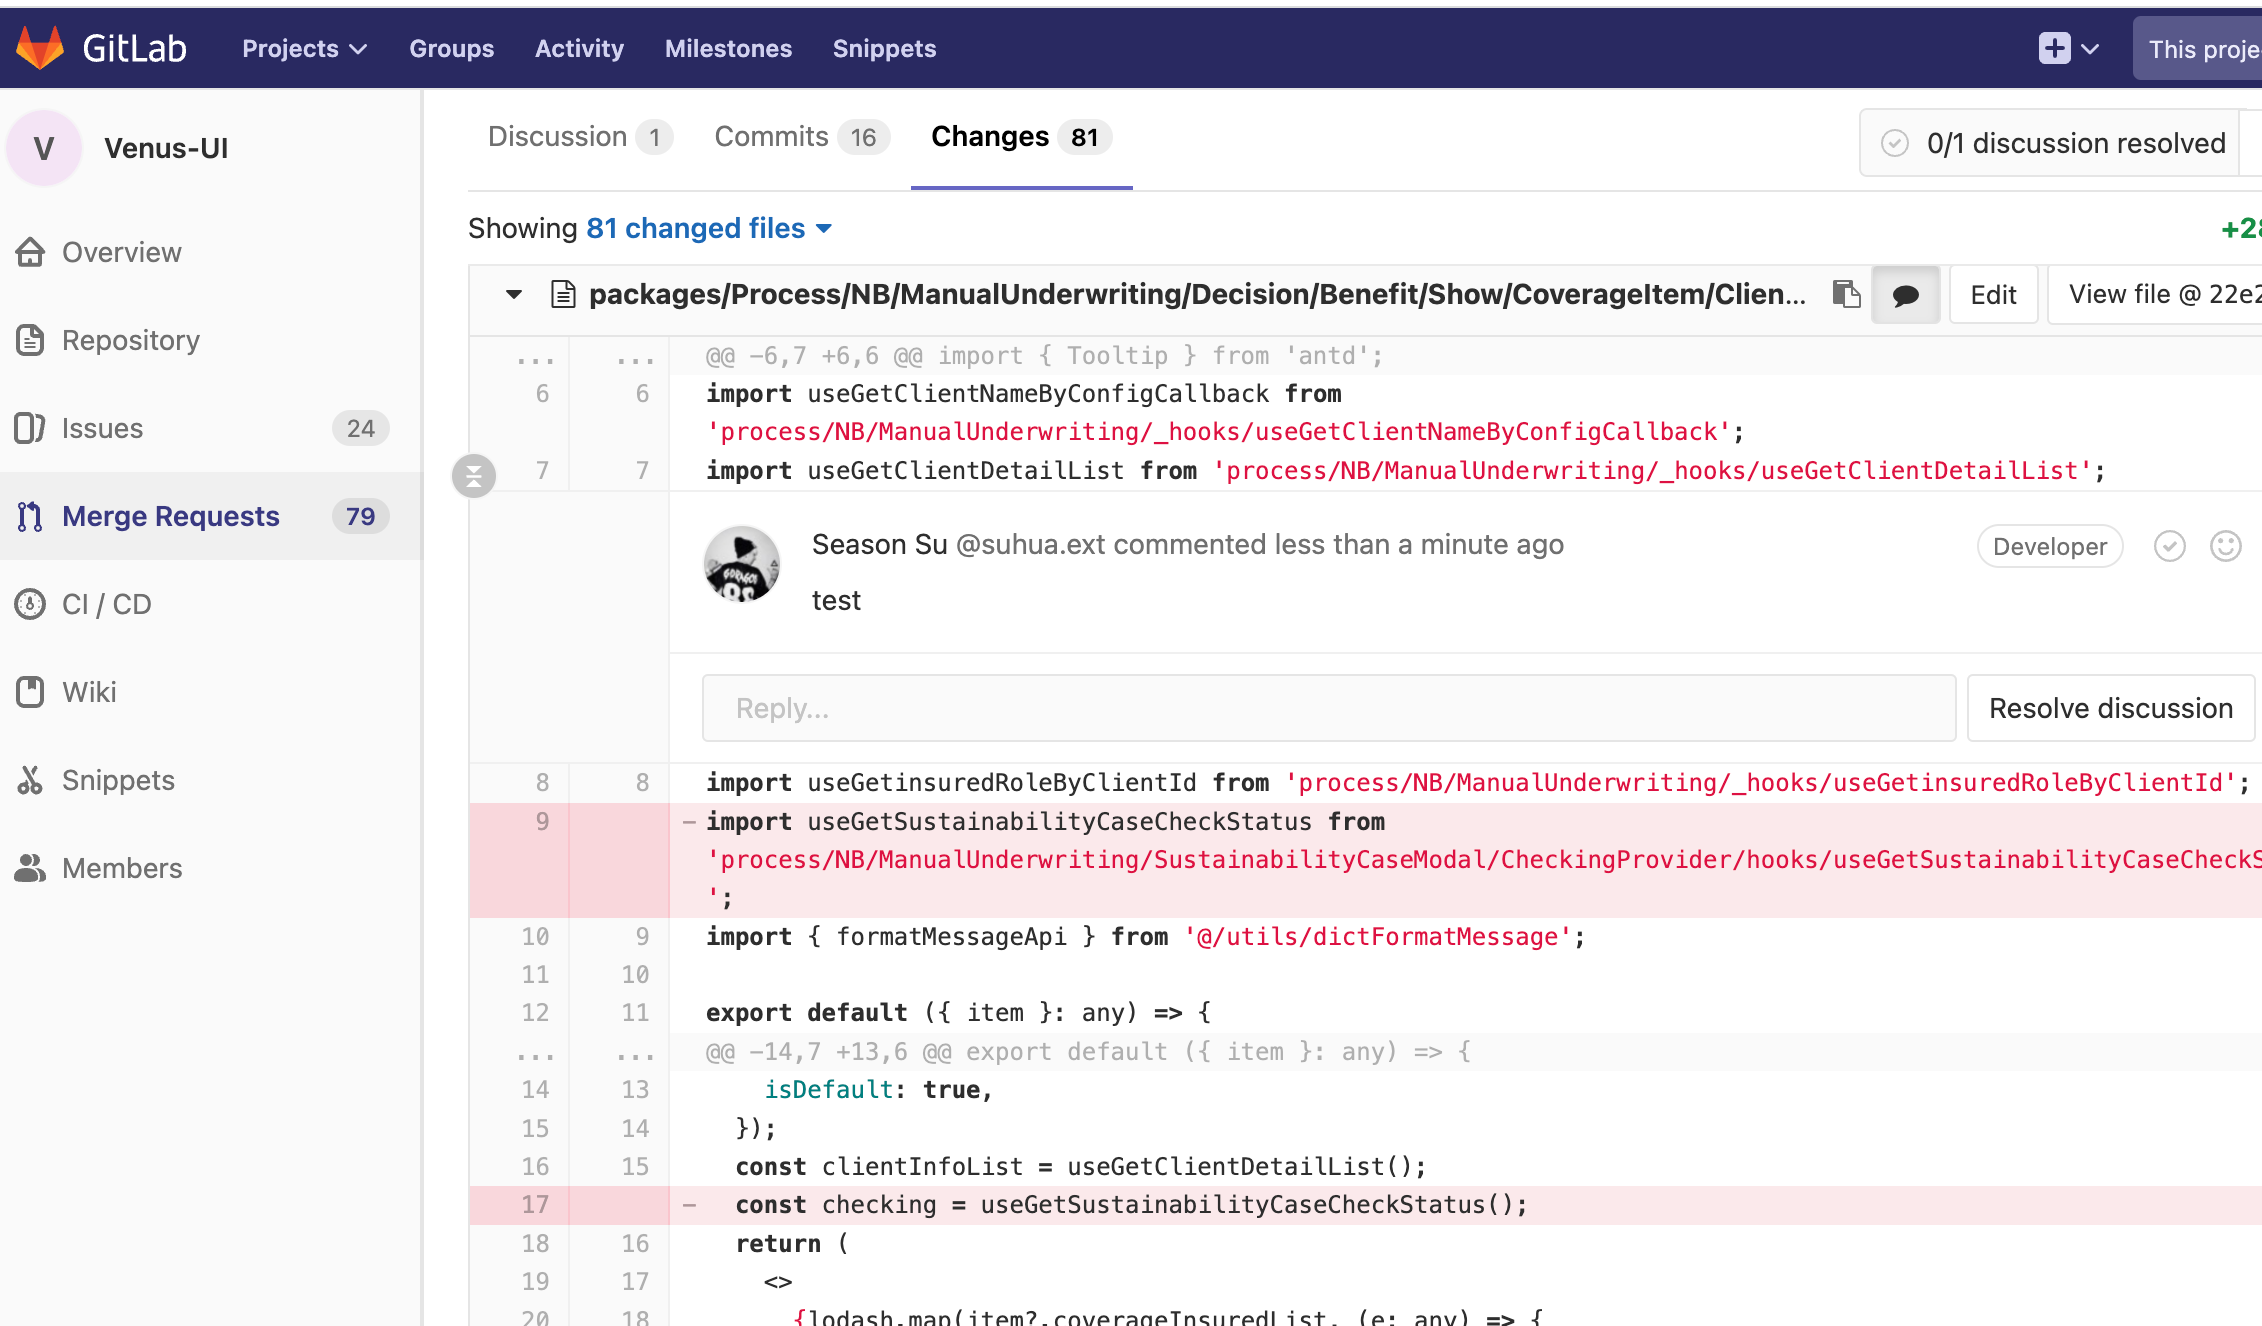 GitLab Projects Groups Activity Milestones Snippets This proje
V Venus-UI
Overview
Repository
Issues 24
Merge Requests 79
CI / CD
Wiki
Snippets
Members
Discussion 1 Commits 16 Changes 81 0/1 discussion resolved
Showing 81 changed files +28
packages/Process/NB/ManualUnderwriting/Decision/Benefit/Show/CoverageItem/Clien... Edit View file @ 22e2
... ... @@ -6,7 +6,6 @@ import { Tooltip } from 'antd';
6 6 import useGetClientNameByConfigCallback from
'process/NB/ManualUnderwriting/_hooks/useGetClientNameByConfigCallback';
7 7 import useGetClientDetailList from 'process/NB/ManualUnderwriting/_hooks/useGetClientDetailList';
Season Su @suhua.ext commented less than a minute ago Developer
test
Reply... Resolve discussion
8 8 import useGetinsuredRoleByClientId from 'process/NB/ManualUnderwriting/_hooks/useGetinsuredRoleByClientId';
9 - import useGetSustainabilityCaseCheckStatus from
'process/NB/ManualUnderwriting/SustainabilityCaseModal/CheckingProvider/hooks/useGetSustainabilityCaseCheckS
';
10 9 import { formatMessageApi } from '@/utils/dictFormatMessage';
11 10
12 11 export default ({ item }: any) => {
... ... @@ -14,7 +13,6 @@ export default ({ item }: any) => {
14 13 isDefault: true,
15 14 });
16 15 const clientInfoList = useGetClientDetailList();
17 - const checking = useGetSustainabilityCaseCheckStatus();
18 16 return (
19 17 <>
20 18 {lodash.map(item?.coverageInsuredList, (e: any) => {